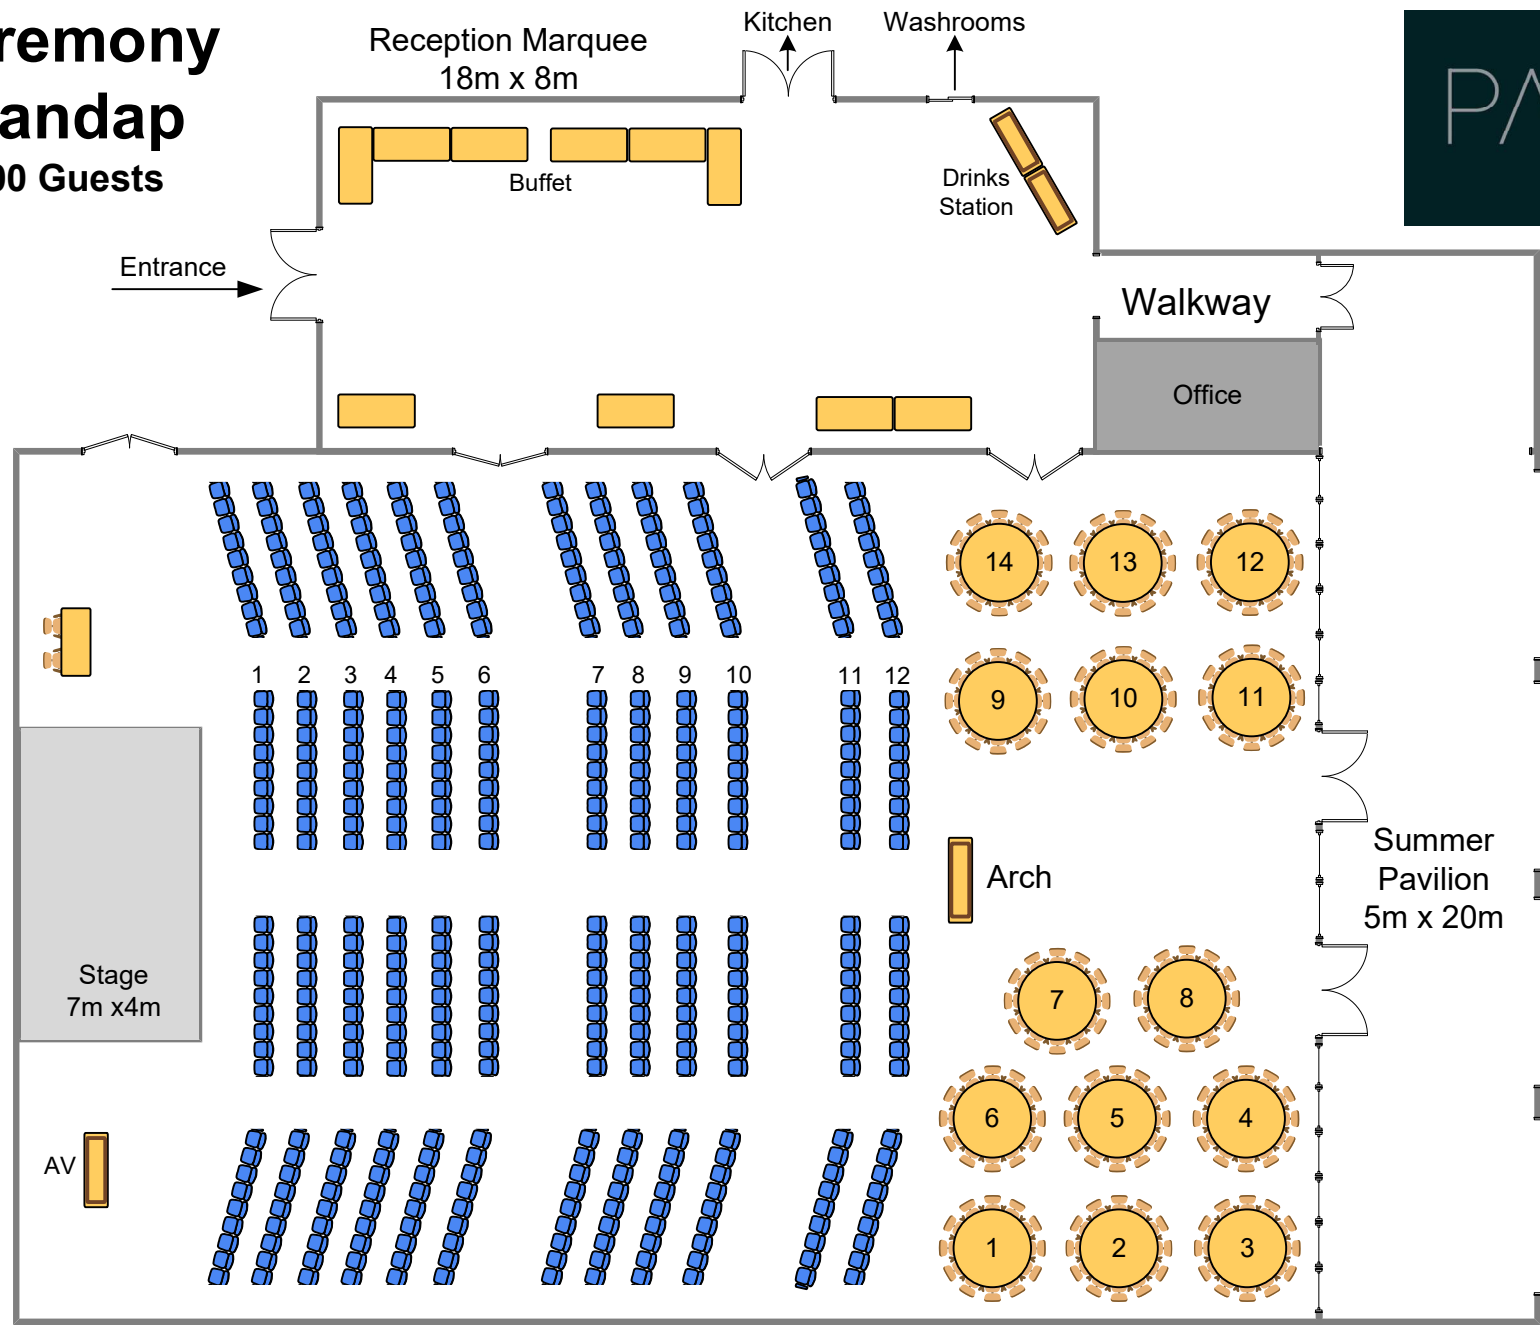 remony
andap
00 Guests
Reception Marquee
18m x 8m
Kitchen
Washrooms
Buffet
Drinks
Station
Entrance
Walkway
Office
14
13
12
9
10
11
1
2
3
4
5
6
7
8
9
10
11
12
Arch
Summer
Pavilion
5m x 20m
Stage
7m x4m
7
8
6
5
4
AV
1
2
3